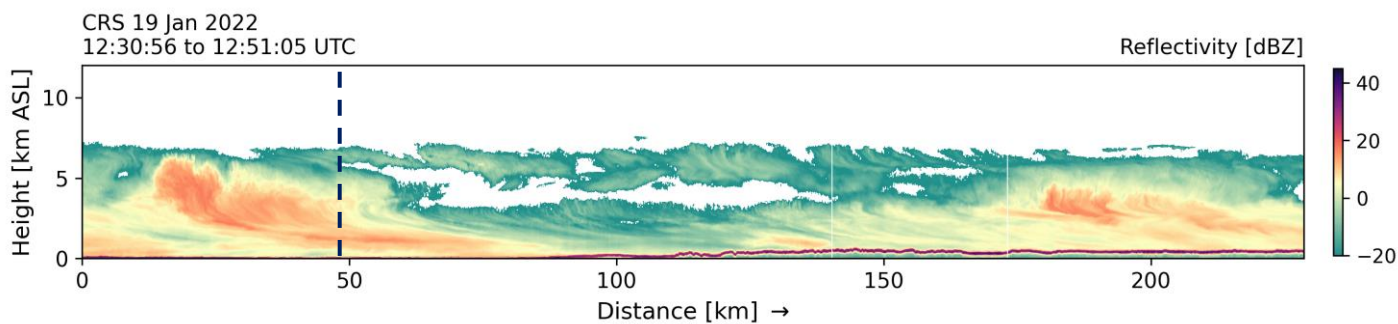 CRS 19 Jan 2022
12:30:56 to 12:51:05 UTC
Reflectivity [dBZ]
Height [km ASL]
10
5
0
0 50 100 150 200
Distance [km] →
40
20
0
−20